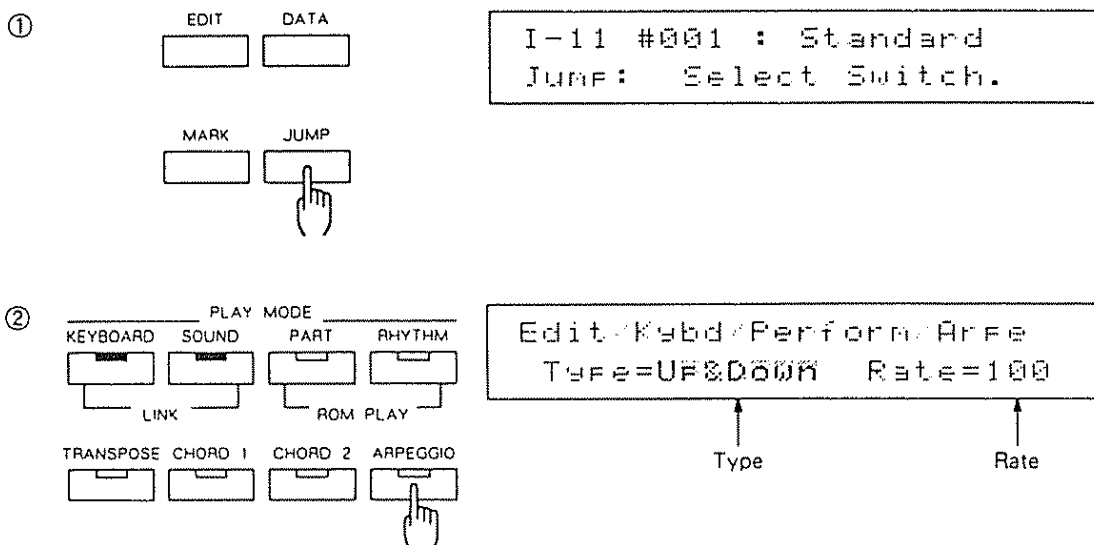 ①
EDIT DATA
I-11 #001 : Standard
Jump: Select Switch.
MARK JUMP
②
PLAY MODE
KEYBOARD SOUND PART RHYTHM
LINK ROM PLAY
Edit/Kybd/Perform/Arpe
Type=UP&DOWN Rate=100
Type Rate
TRANSPOSE CHORD 1 CHORD 2 ARPEGGIO